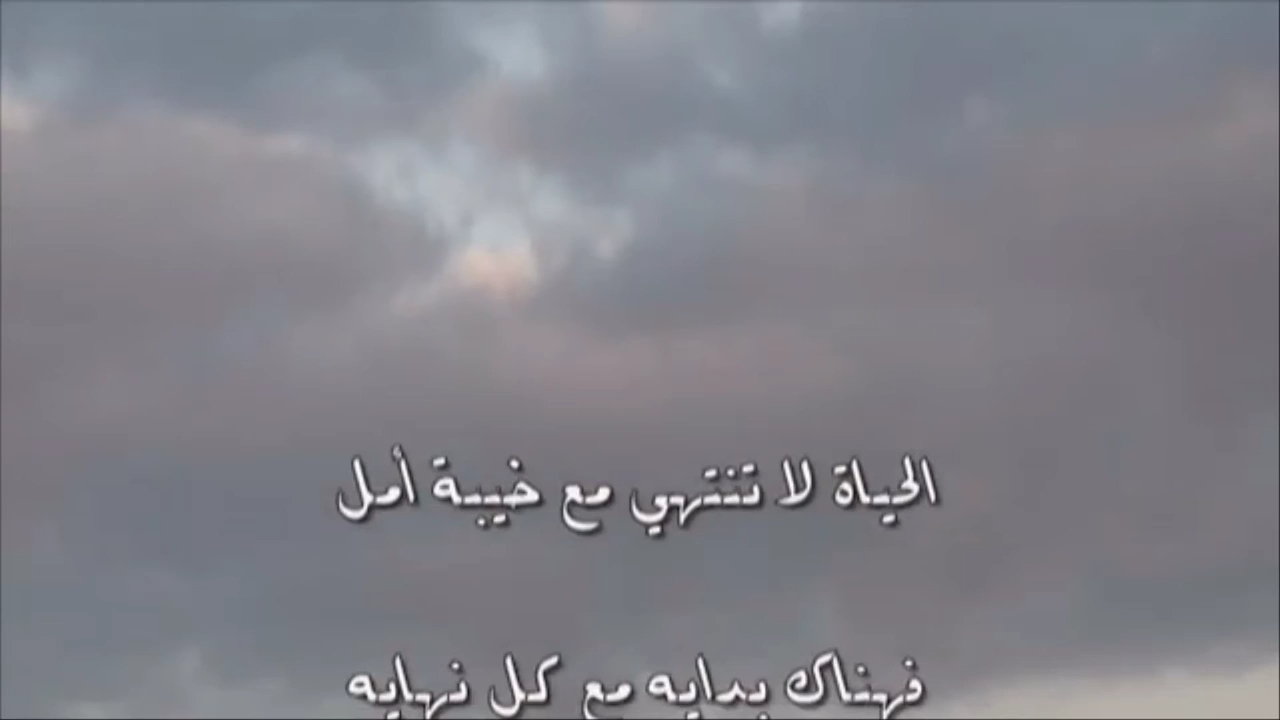 الحياة لا تنتهي مع خيبة أمل
فهناك بدايه مع كل نهايه